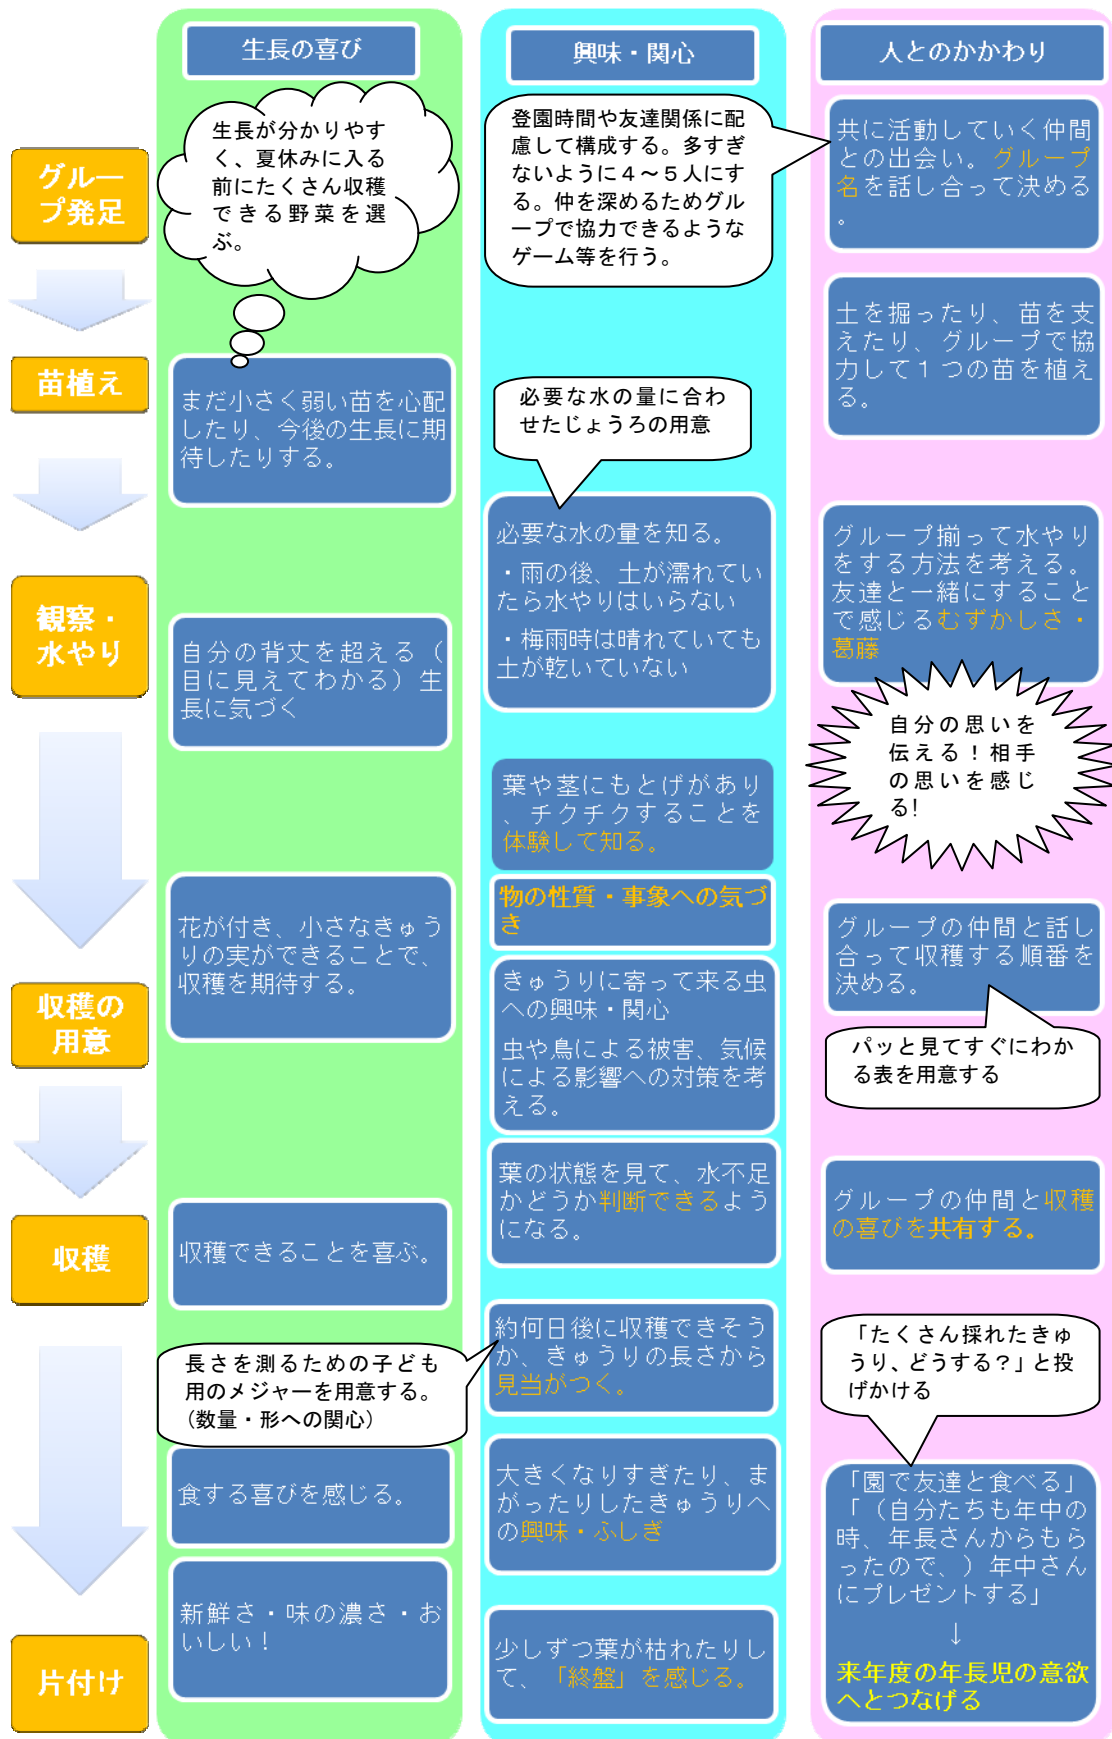 生長の喜び
興味・関心
人とのかかわり
グルー
プ発足
生長が分かりやす
く、夏休みに入る
前にたくさん収穫
できる野菜を選
ぶ。
登園時間や友達関係に配
慮して構成する。多すぎ
ないように４～５人にす
る。仲を深めるためグル
ープで協力できるような
ゲーム等を行う。
共に活動していく仲間
との出会い。グループ
名を話し合って決める
。
苗植え
まだ小さく弱い苗を心配
したり、今後の生長に期
待したりする。
必要な水の量に合わ
せたじょうろの用意
土を掘ったり、苗を支
えたり、グループで協
力して１つの苗を植え
る。
観察・
水やり
自分の背丈を超える（
目に見えてわかる）生
長に気づく
必要な水の量を知る。
・雨の後、土が濡れてい
たら水やりはいらない
・梅雨時は晴れていても
土が乾いていない
グループ揃って水やり
をする方法を考える。
友達と一緒にすること
で感じるむずかしさ・
葛藤
自分の思いを
伝える！相手
の思いを感じ
る!
葉や茎にもとげがあり
、チクチクすることを
体験して知る。
物の性質・事象への気づ
き
花が付き、小さなきゅう
りの実ができることで、
収穫を期待する。
きゅうりに寄って来る虫
への興味・関心
虫や鳥による被害、気候
による影響への対策を考
える。
グループの仲間と話し
合って収穫する順番を
決める。
パッと見てすぐにわか
る表を用意する
収穫の
用意
葉の状態を見て、水不足
かどうか判断できるよう
になる。
収穫
収穫できることを喜ぶ。
グループの仲間と収穫
の喜びを共有する。
長さを測るための子ども
用のメジャーを用意する。
（数量・形への関心）
約何日後に収穫できそう
か、きゅうりの長さから
見当がつく。
「たくさん採れたきゅ
うり、どうする？」と投
げかける
食する喜びを感じる。
大きくなりすぎたり、ま
がったりしたきゅうりへ
の興味・ふしぎ
「園で友達と食べる」
「（自分たちも年中の
時、年長さんからもら
ったので、）年中さん
にプレゼントする」
↓
来年度の年長児の意欲
へとつなげる
片付け
新鮮さ・味の濃さ・お
いしい！
少しずつ葉が枯れたりし
て、「終盤」を感じる。